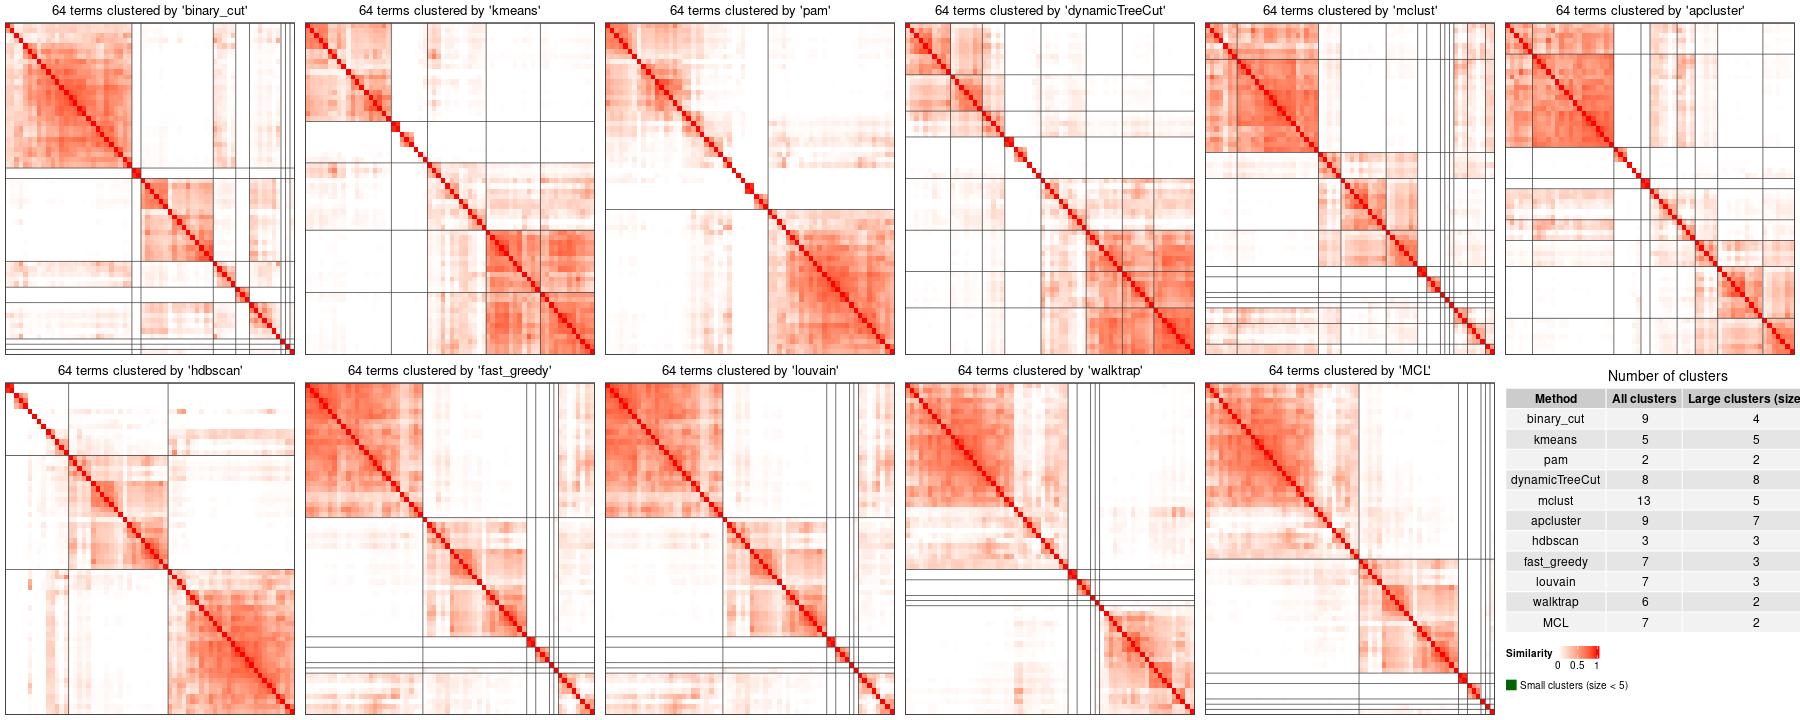 64 terms clustered by 'binary_cut'
64 terms clustered by 'kmeans'
64 terms clustered by 'pam'
64 terms clustered by 'dynamicTreeCut'
64 terms clustered by 'mclust'
64 terms clustered by 'apcluster'
64 terms clustered by 'hdbscan'
64 terms clustered by 'fast_greedy'
64 terms clustered by 'louvain'
64 terms clustered by 'walktrap'
64 terms clustered by 'MCL'
Number of clusters
Method All clusters Large clusters (size
binary_cut 9 4
kmeans 5 5
pam 2 2
dynamicTreeCut 8 8
mclust 13 5
apcluster 9 7
hdbscan 3 3
fast_greedy 7 3
louvain 7 3
walktrap 6 2
MCL 7 2
Similarity
0 0.5 1
Small clusters (size < 5)